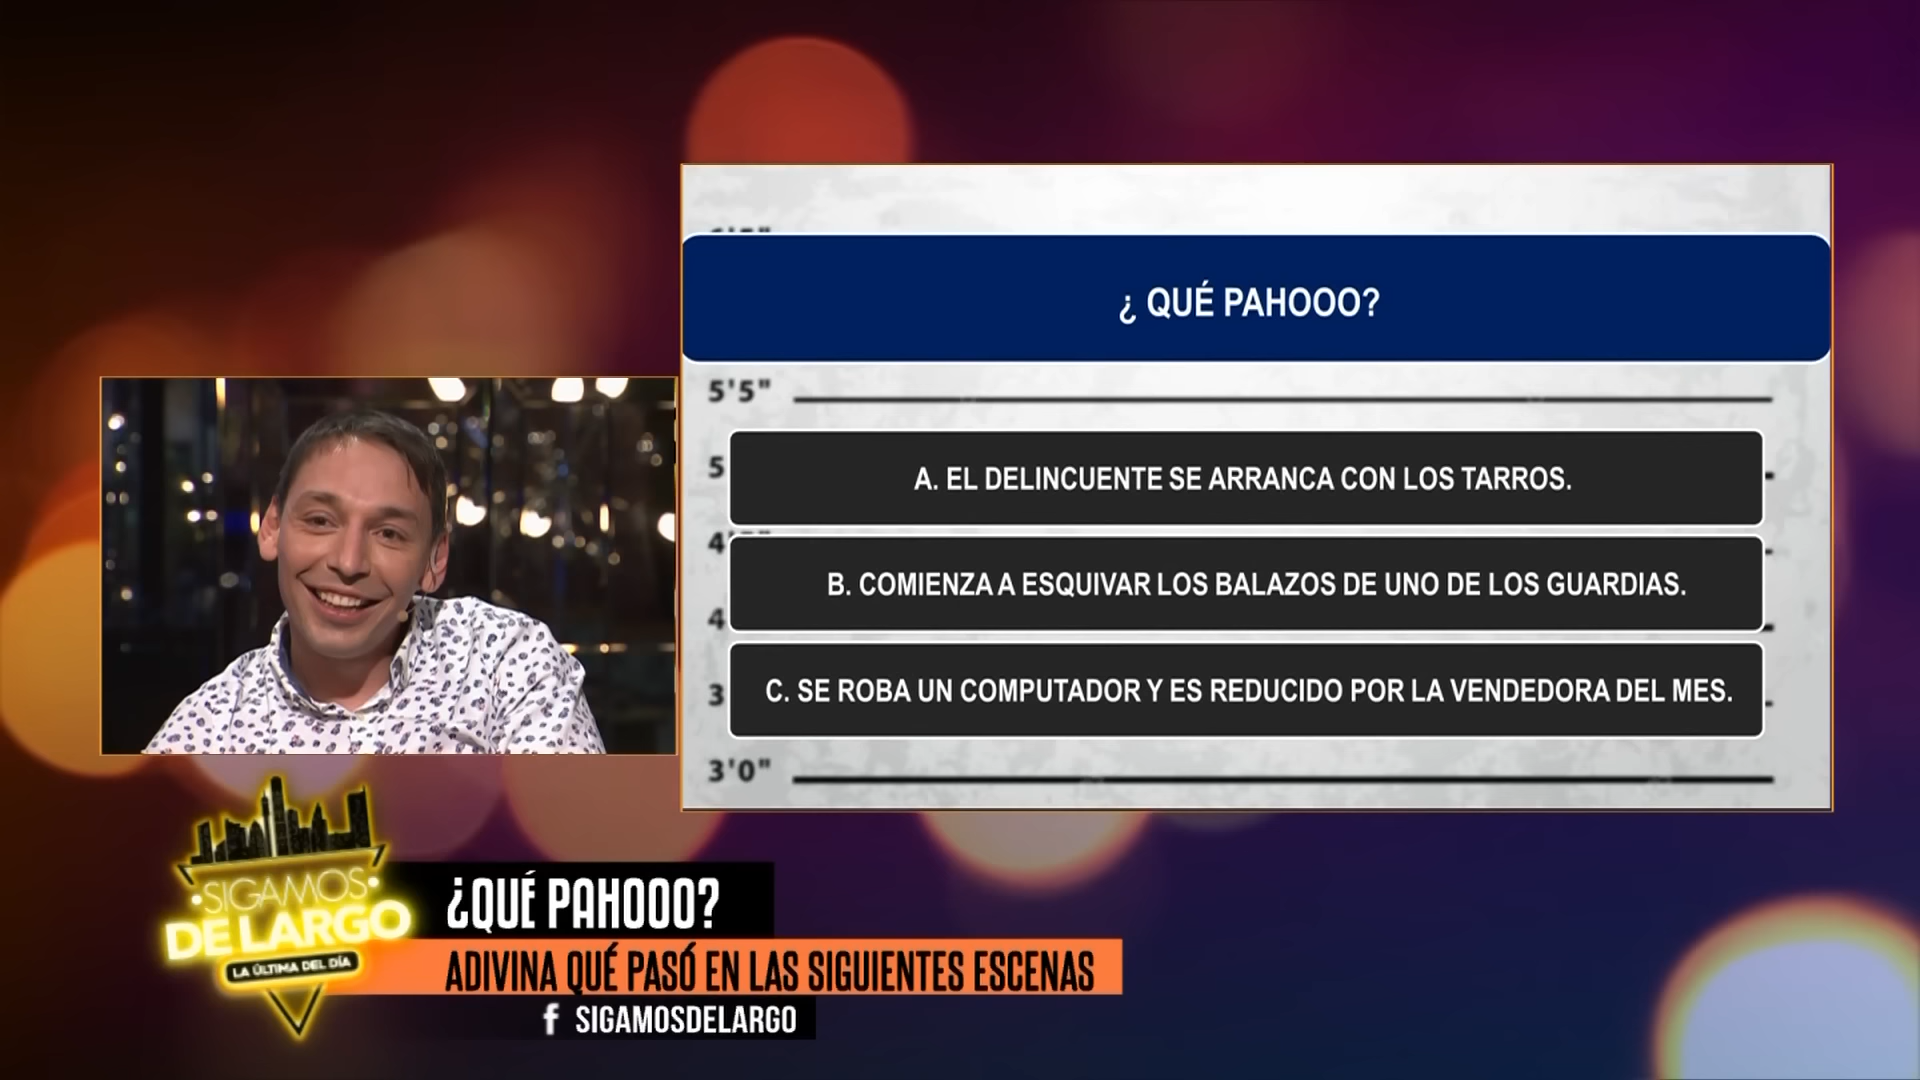 ¿ QUÉ PAHOOO?
5'5"
5
A. EL DELINCUENTE SE ARRANCA CON LOS TARROS.
4
B. COMIENZA A ESQUIVAR LOS BALAZOS DE UNO DE LOS GUARDIAS.
4
C. SE ROBA UN COMPUTADOR Y ES REDUCIDO POR LA VENDEDORA DEL MES.
3
3'0"
•SIGAMOS•
DE LARGO
LA ÚLTIMA DEL DÍA
¿QUÉ PAHOOO?
ADIVINA QUÉ PASÓ EN LAS SIGUIENTES ESCENAS
f SIGAMOSDELARGO